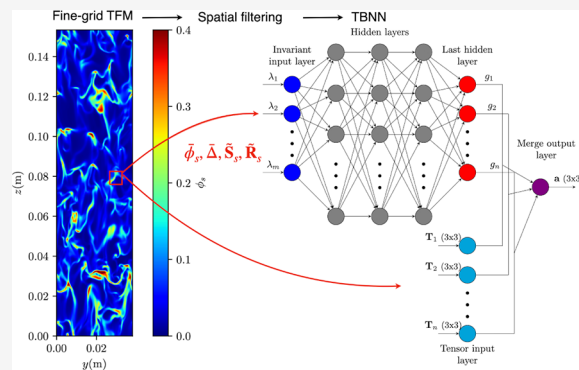 Fine-grid TFM
Spatial filtering
TBNN
Hidden layers
Invariant
input layer
Last hidden
layer
λ₁
λ₂
λₘ
g₁
g₂
gₙ
Merge output
layer
a (3x3)
T₁ (3x3)
T₂ (3x3)
Tₙ (3x3)
Tensor input
layer
ϕ̄ₛ, Δ̄, S̃ₛ, R̃ₛ
z(m)
0.14
0.12
0.10
0.08
0.06
0.04
0.02
0.00
0.00
0.02
y(m)
0.4
0.3
0.2
0.1
0.0
ϕₛ